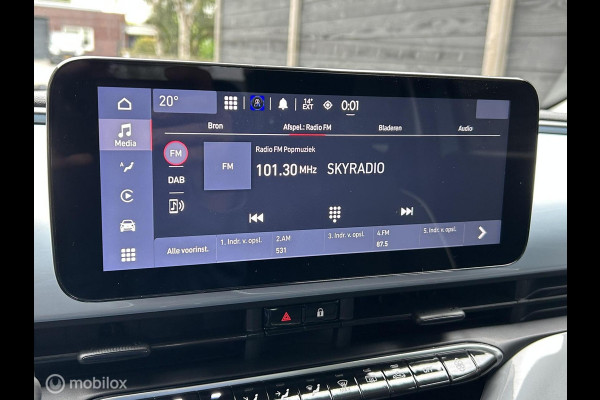 20° 14° EXT 0:01
Bron Afspel.: Radio FM Bladeren Audio
Media
FM
FM
Radio FM Popmuziek
101.30 MHz SKYRADIO
DAB
Alle voorinst. 1. Indr. v. opsl. 2.AM 531 3. Indr. v. opsl. 4.FM 87.5 5. Indr. v. opsl.
mobilox